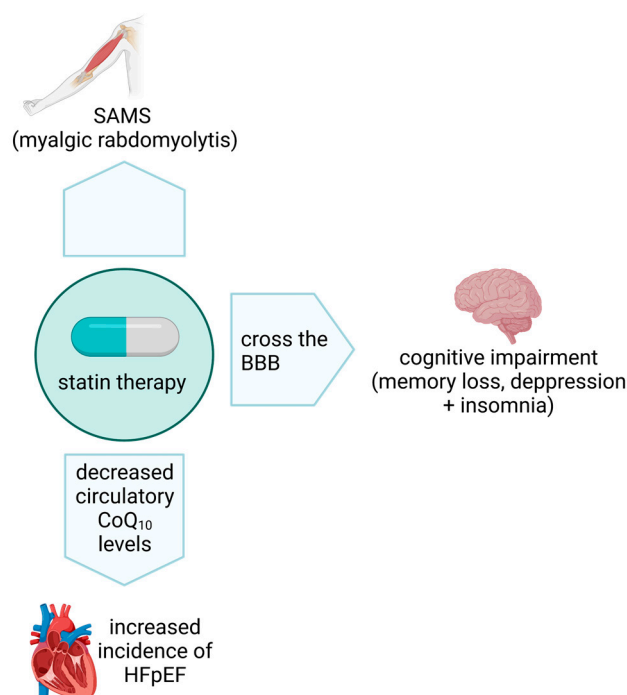 SAMS
(myalgic rabdomyolytis)
statin therapy
cross the
BBB
cognitive impairment
(memory loss, deppression
+ insomnia)
decreased
circulatory
CoQ₁₀
levels
increased
incidence of
HFpEF